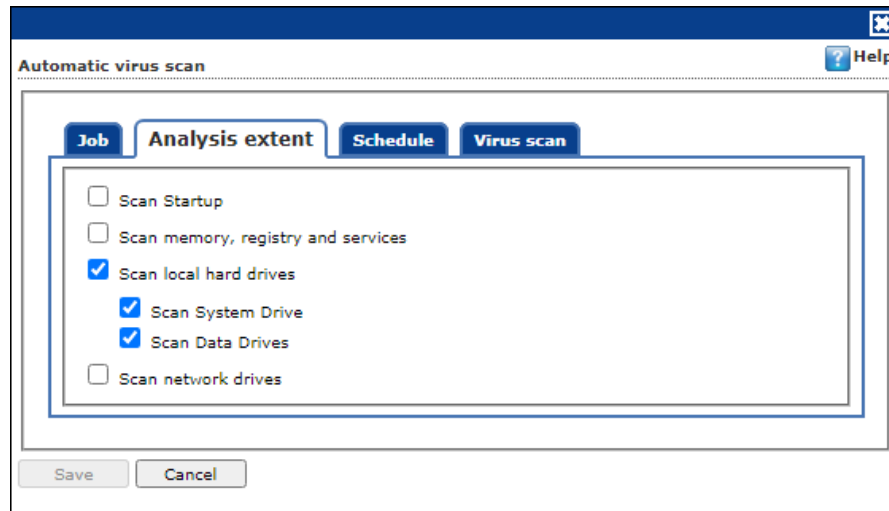 Help
Automatic virus scan
Job Analysis extent Schedule Virus scan
Scan Startup
Scan memory, registry and services
Scan local hard drives
Scan System Drive
Scan Data Drives
Scan network drives
Save Cancel